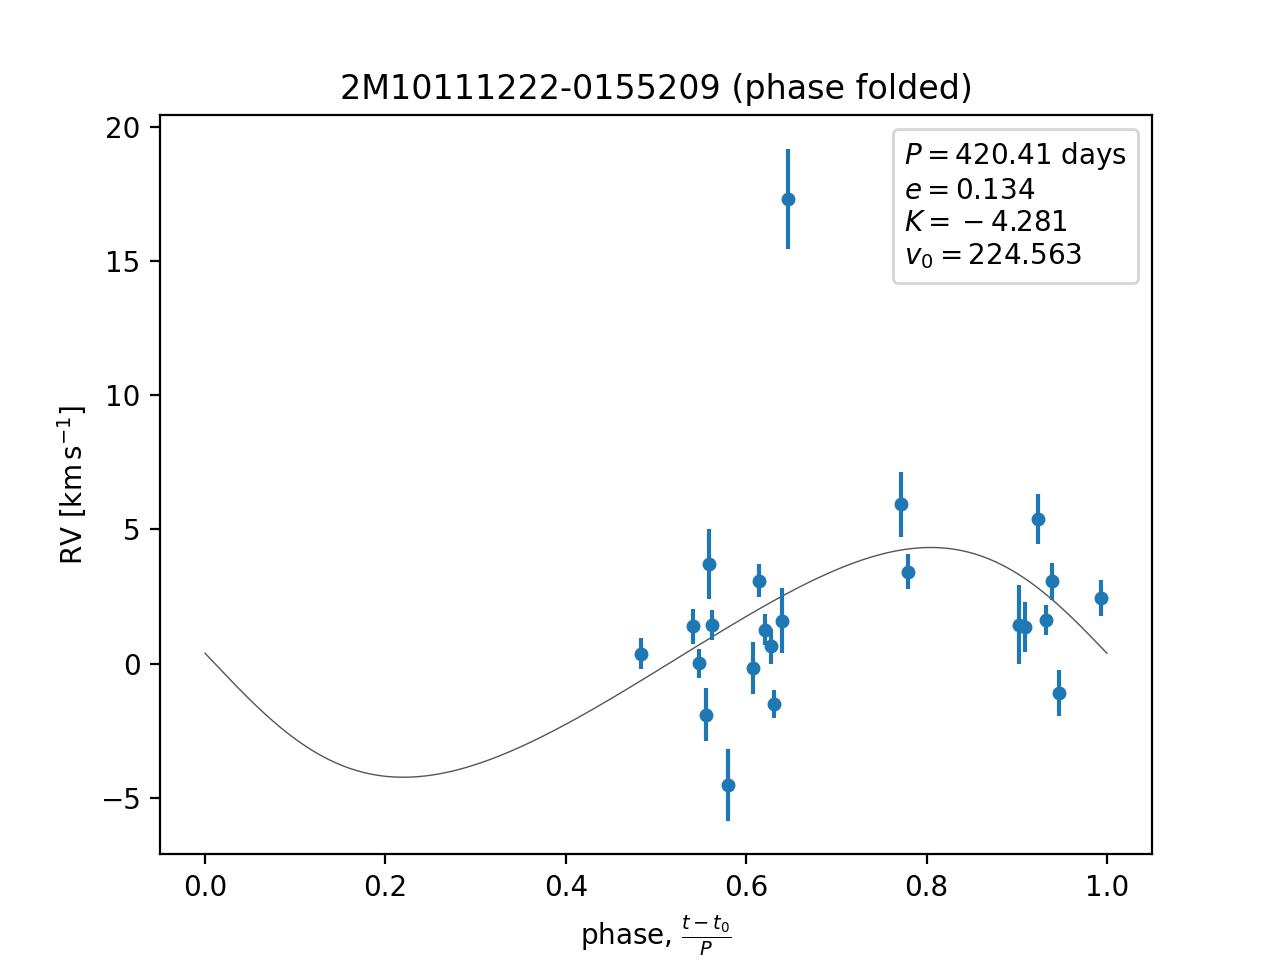 2M10111222-0155209 (phase folded)
P = 420.41 days
e = 0.134
K = −4.281
v₀ = 224.563
20
15
10
5
0
−5
RV [km s⁻¹]
0.0 0.2 0.4 0.6 0.8 1.0
phase, (t − t₀)/P